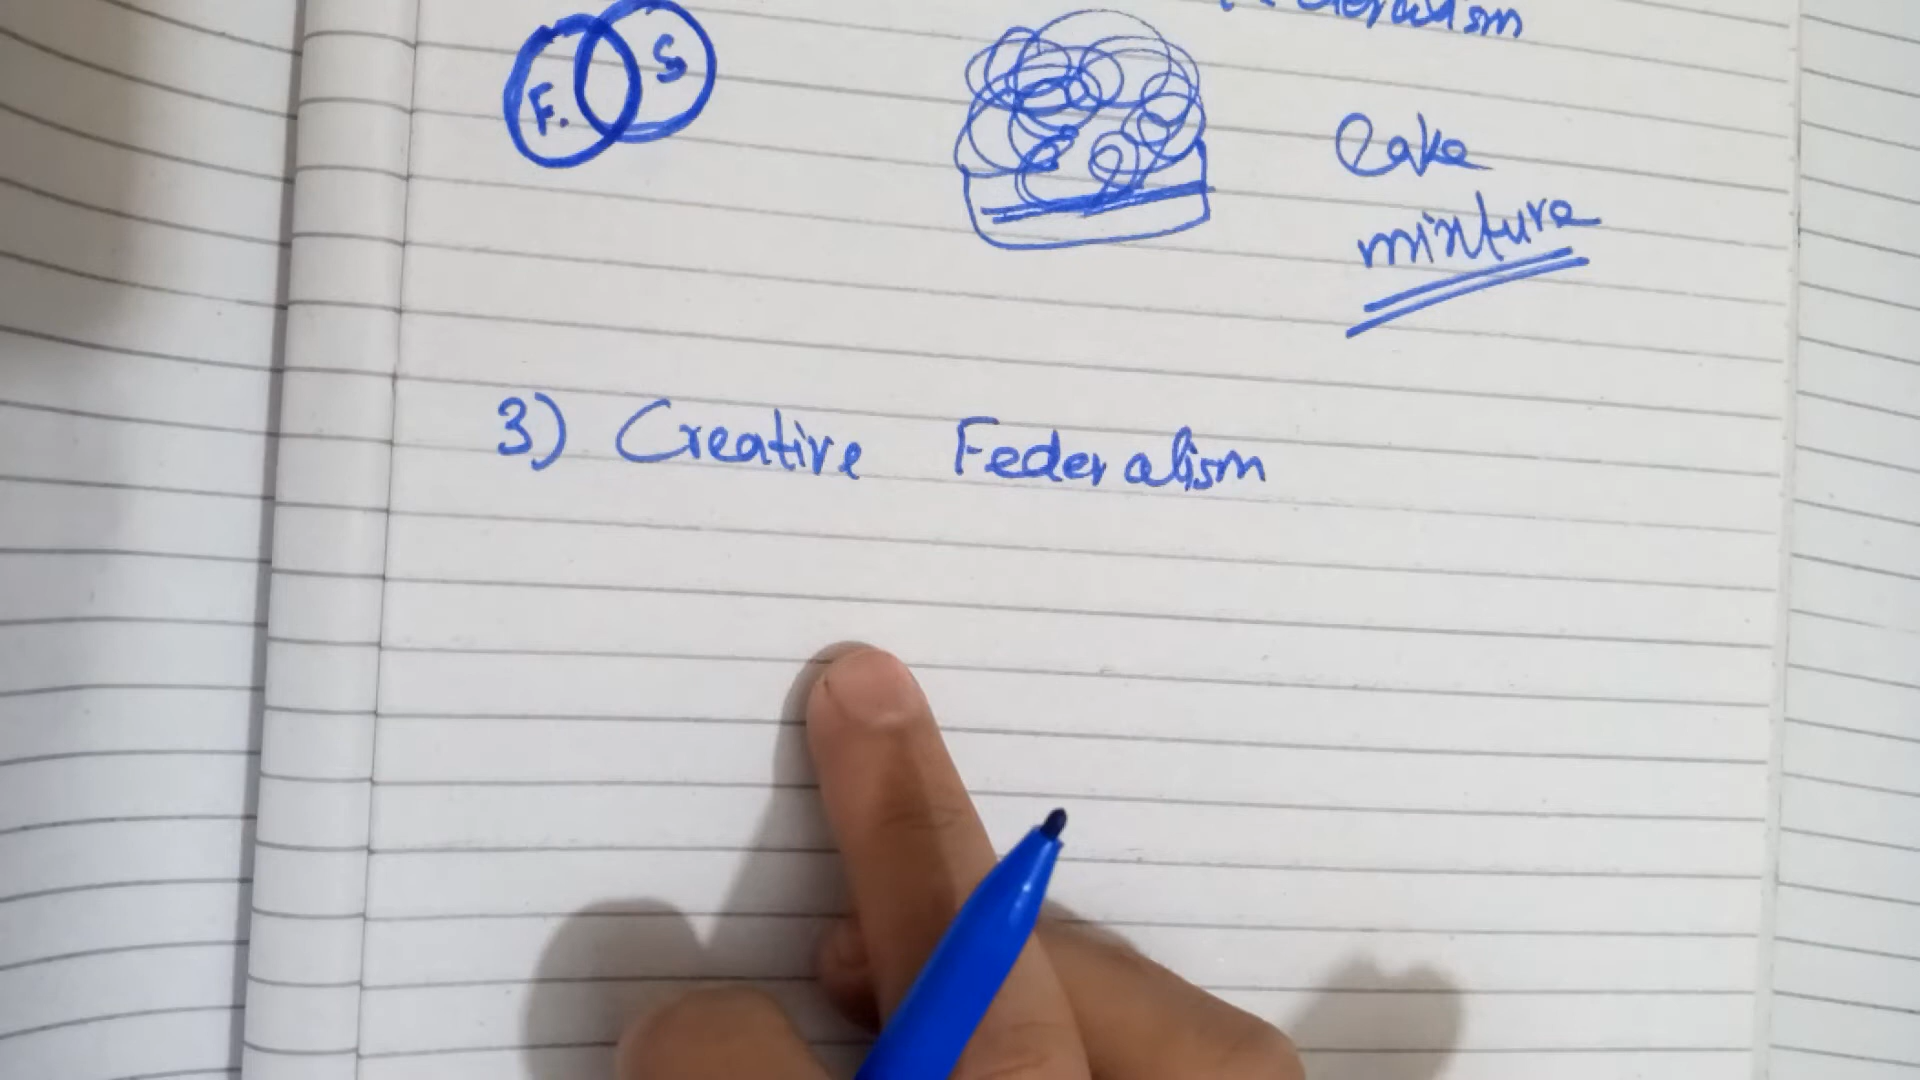 F. S
Cake
mixture
3) Creative Federalism